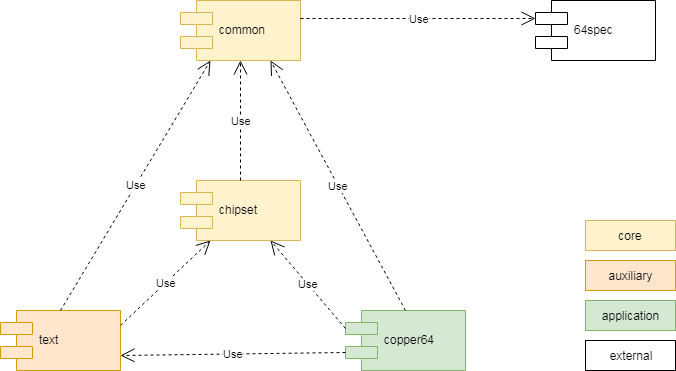 common
Use
64spec
Use
Use
Use
chipset
core
Use
Use
auxiliary
application
text
copper64
Use
external